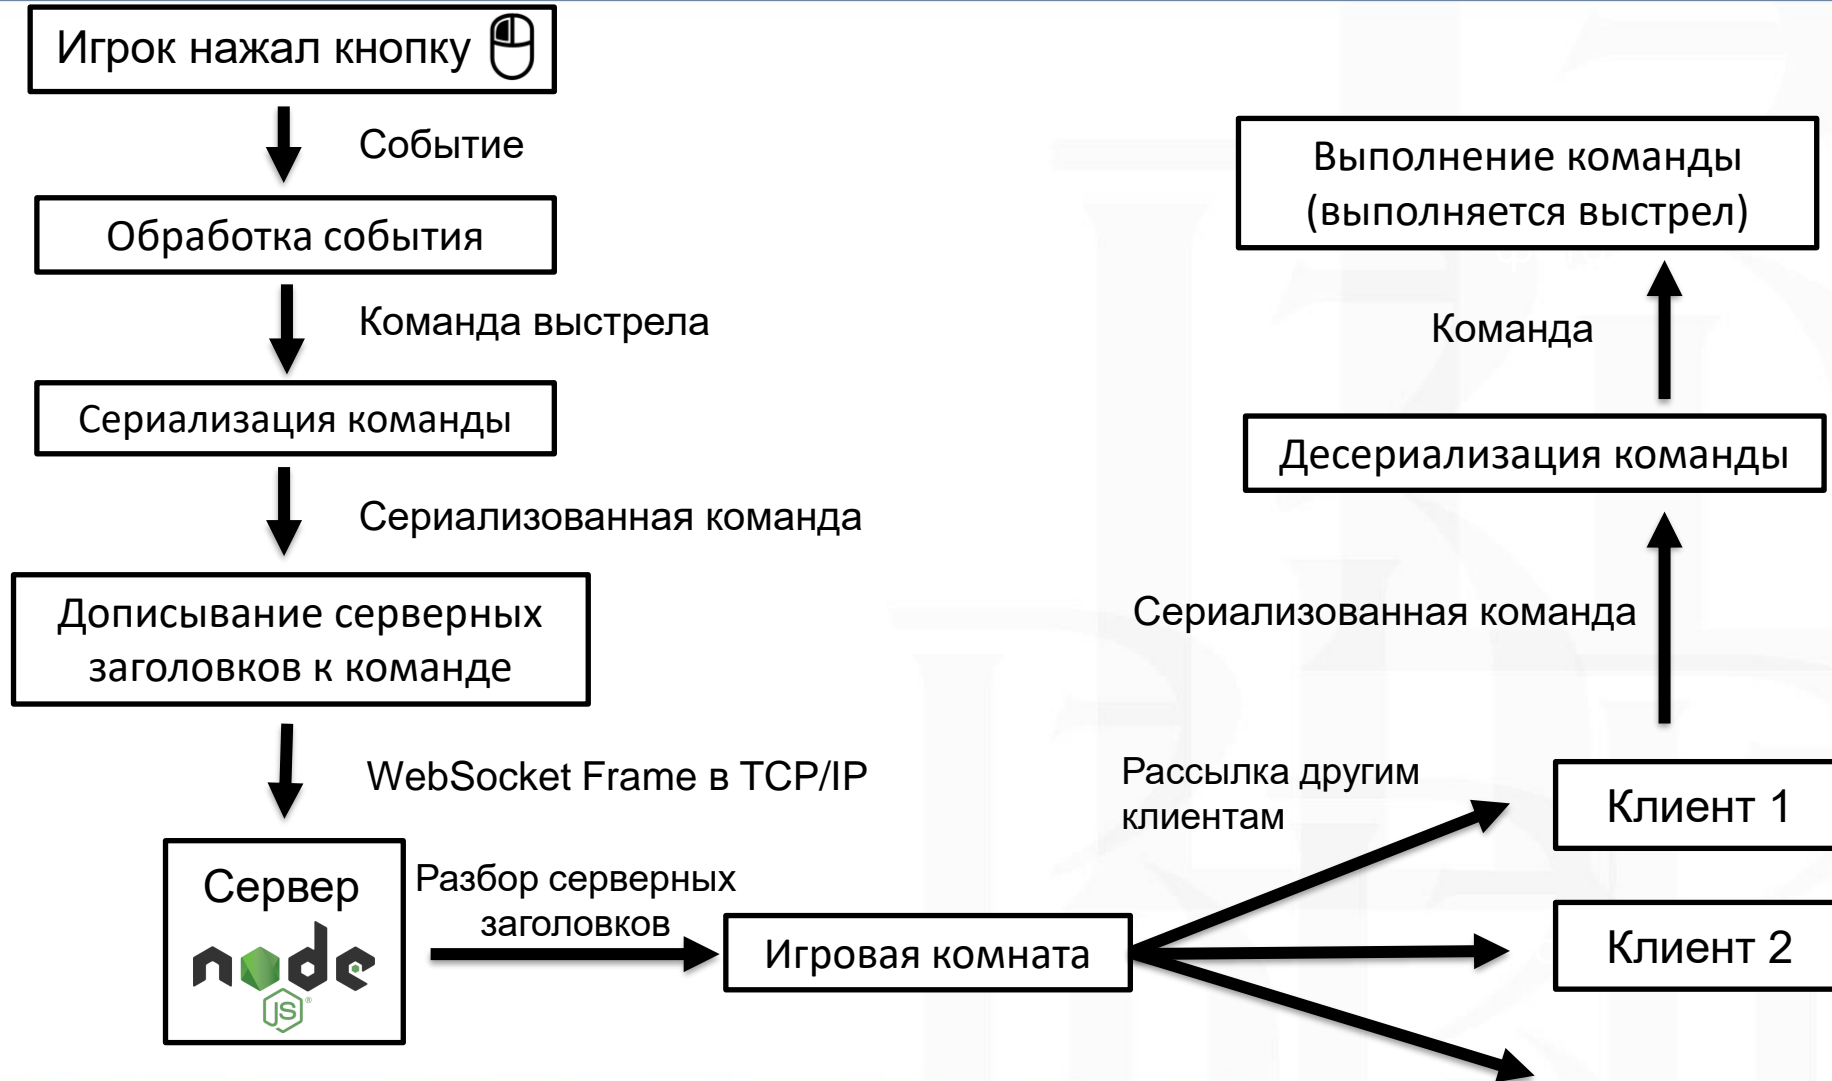 Игрок нажал кнопку
Событие
Обработка события
Команда выстрела
Сериализация команды
Сериализованная команда
Дописывание серверных
заголовков к команде
WebSocket Frame в TCP/IP
Сервер
node
JS
Разбор серверных
заголовков
Игровая комната
Рассылка другим
клиентам
Клиент 1
Клиент 2
Сериализованная команда
Десериализация команды
Команда
Выполнение команды
(выполняется выстрел)